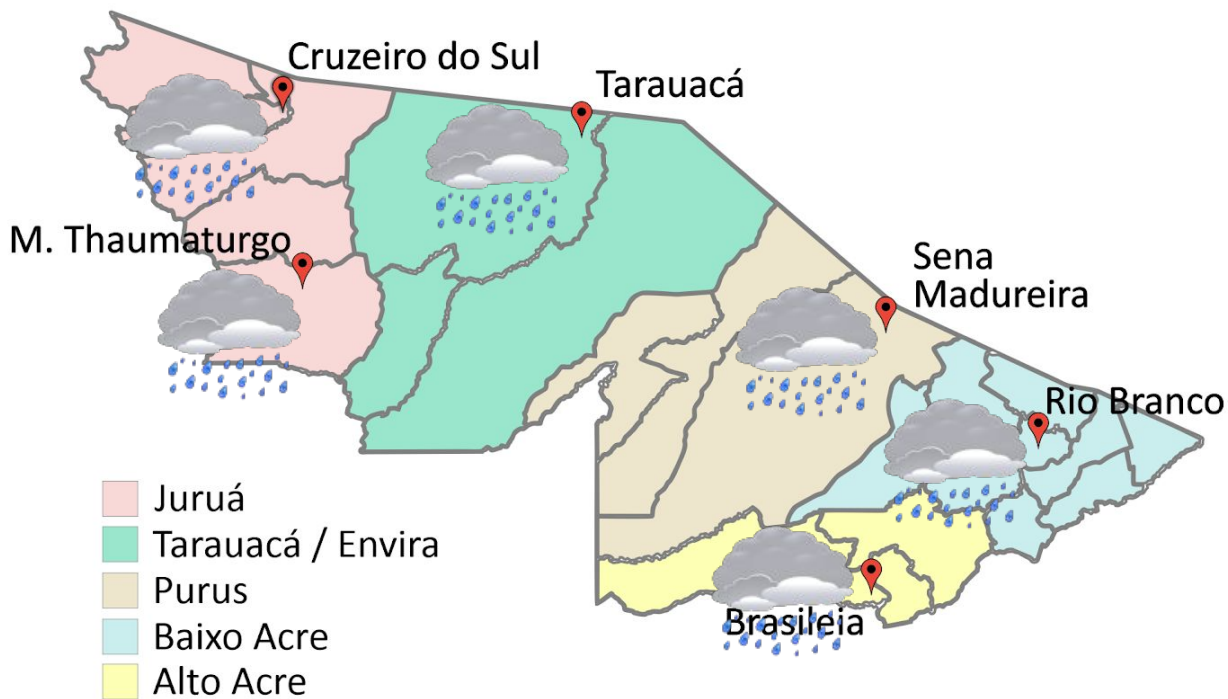 Cruzeiro do Sul
Tarauacá
M. Thaumaturgo
Sena
Madureira
Rio Branco
Brasileia
Juruá
Tarauacá / Envira
Purus
Baixo Acre
Alto Acre